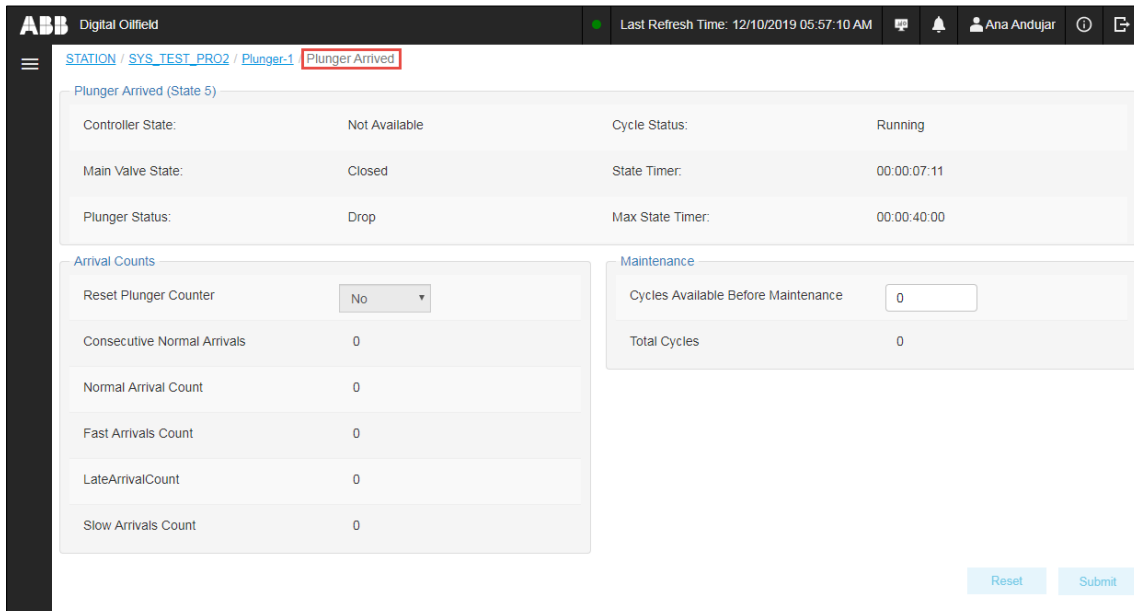 ABB Digital Oilfield Last Refresh Time: 12/10/2019 05:57:10 AM Ana Andujar
STATION / SYS_TEST_PRO2 / Plunger-1 / Plunger Arrived
Plunger Arrived (State 5)
Controller State: Not Available Cycle Status: Running
Main Valve State: Closed State Timer: 00:00:07:11
Plunger Status: Drop Max State Timer: 00:00:40:00
Arrival Counts
Reset Plunger Counter No
Consecutive Normal Arrivals 0
Normal Arrival Count 0
Fast Arrivals Count 0
LateArrivalCount 0
Slow Arrivals Count 0
Maintenance
Cycles Available Before Maintenance 0
Total Cycles 0
Reset Submit